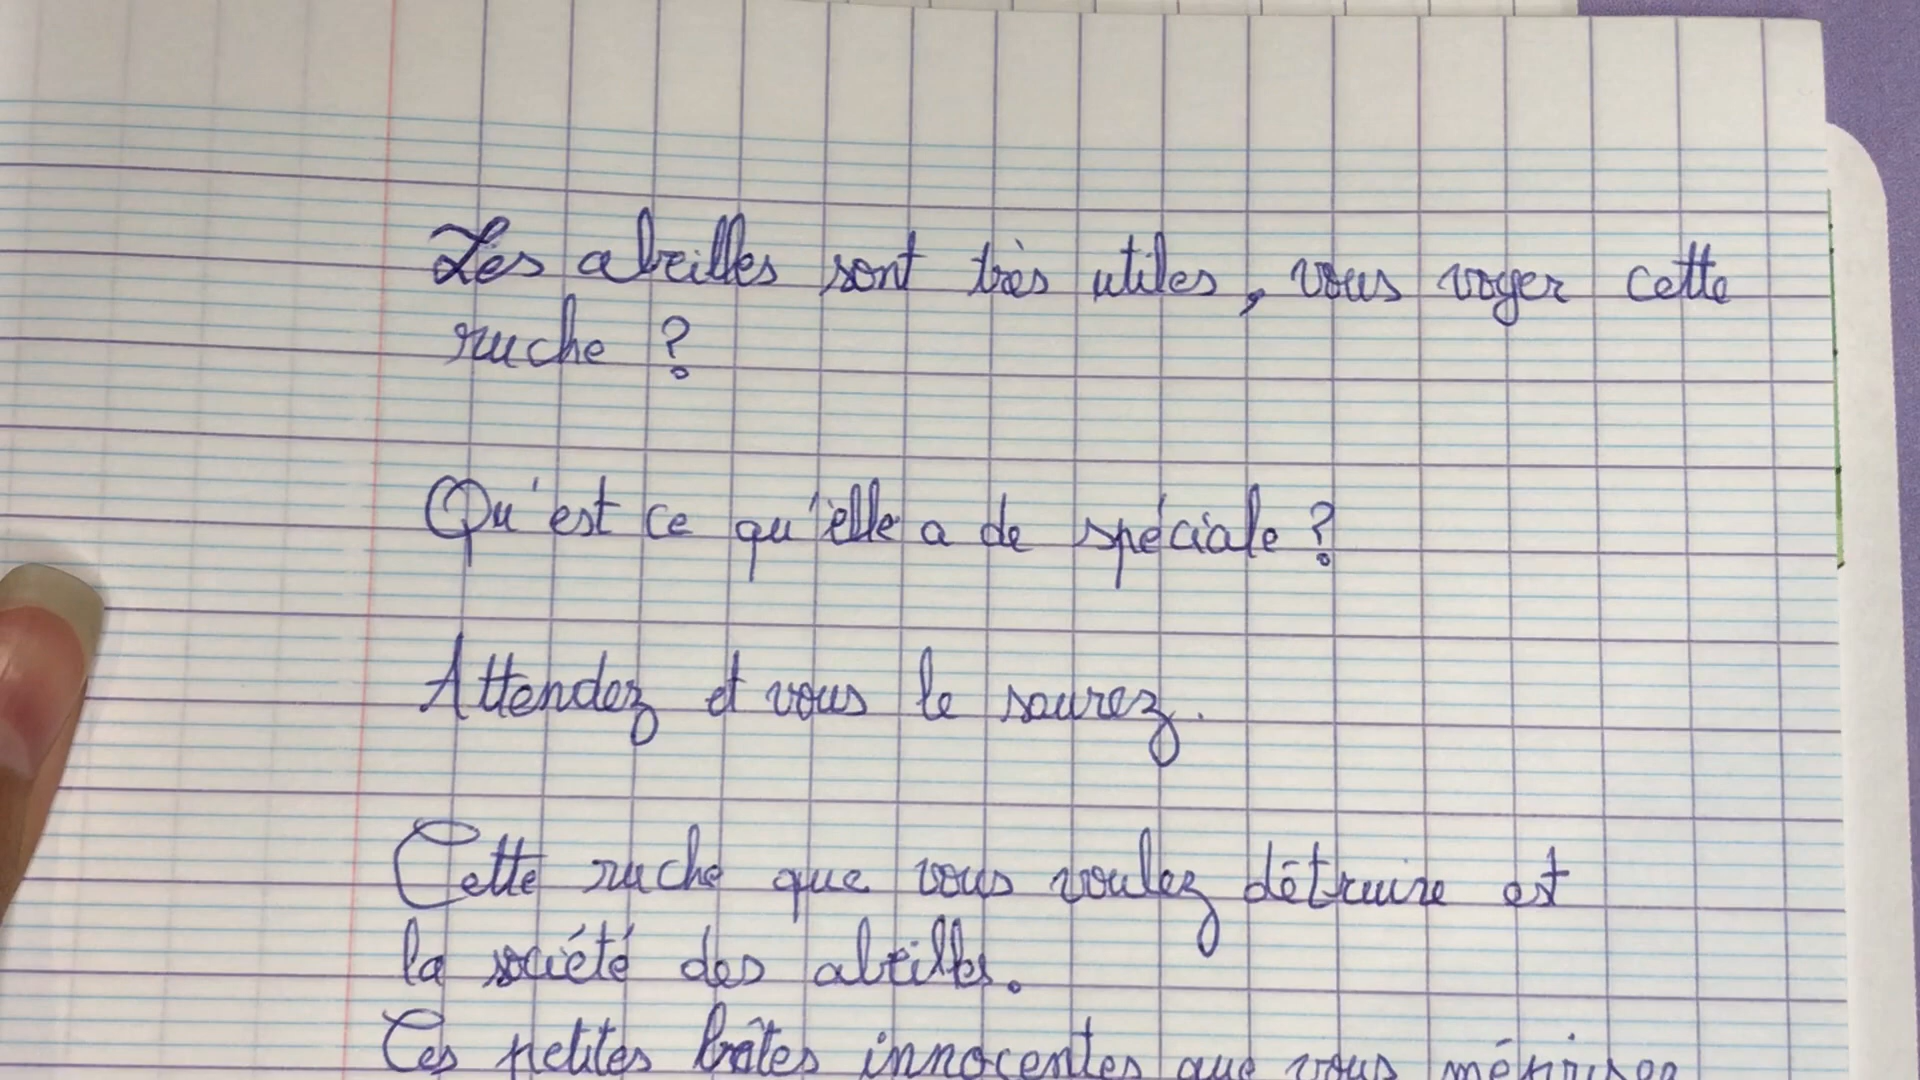 Les abeilles sont très utiles, vous voyer cette
ruche ?
Qu'est ce qu'elle a de spéciale ?
Attendez et vous le saurez.
Cette ruche que vous voulez détruire est
la société des abeilles.
Ces petites bêtes innocentes que vous